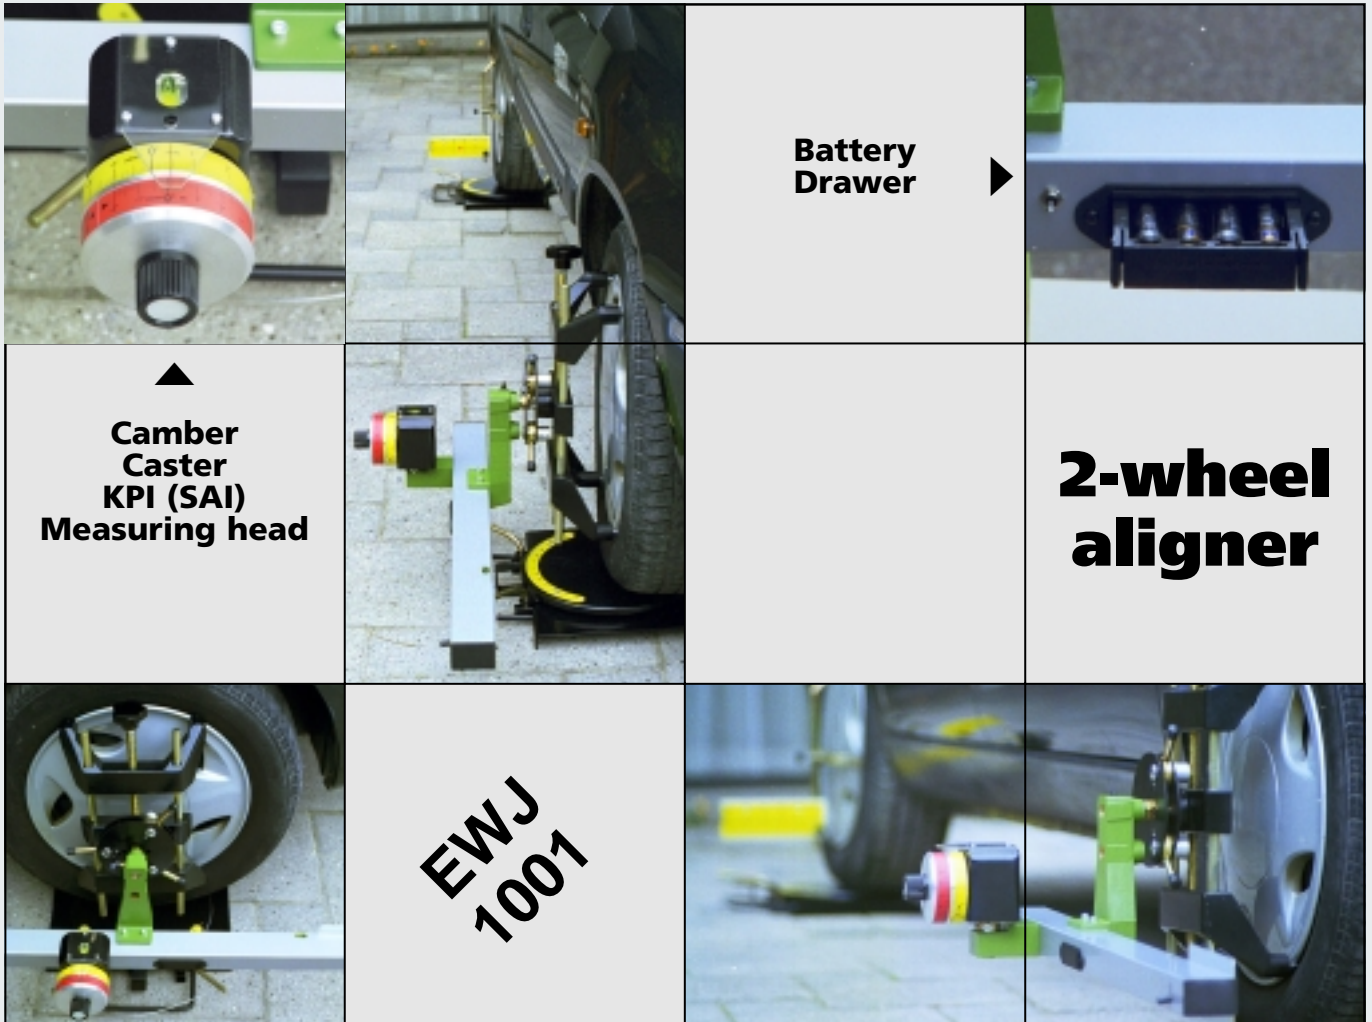 Battery
Drawer
Camber
Caster
KPI (SAI)
Measuring head
2-wheel
aligner
EWJ
1001